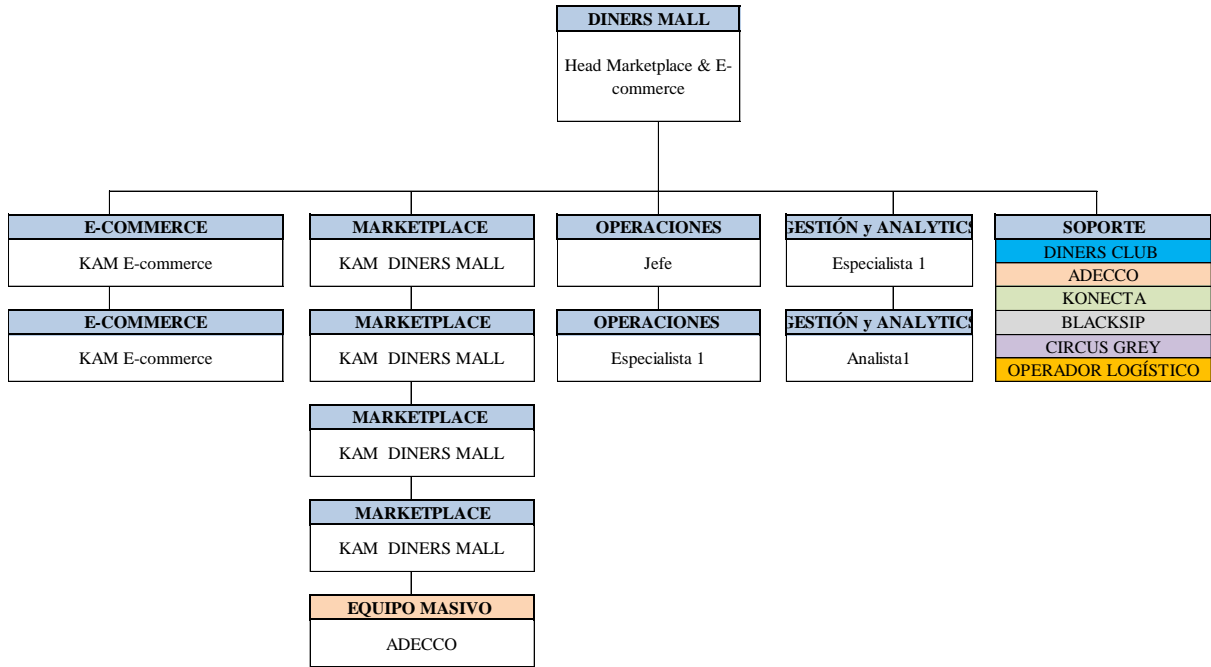 DINERS MALL
Head Marketplace & E-
commerce
E-COMMERCE
KAM E-commerce
E-COMMERCE
KAM E-commerce
MARKETPLACE
KAM DINERS MALL
MARKETPLACE
KAM DINERS MALL
MARKETPLACE
KAM DINERS MALL
MARKETPLACE
KAM DINERS MALL
EQUIPO MASIVO
ADECCO
OPERACIONES
Jefe
OPERACIONES
Especialista 1
GESTIÓN y ANALYTICS
Especialista 1
GESTIÓN y ANALYTICS
Analista1
SOPORTE
DINERS CLUB
ADECCO
KONECTA
BLACKSIP
CIRCUS GREY
OPERADOR LOGÍSTICO